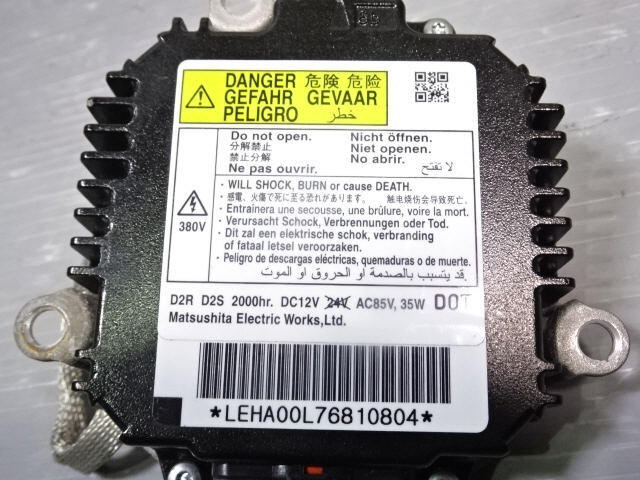 DANGER 危険 危险
GEFAHR GEVAAR
PELIGRO خطر
Do not open. Nicht öffnen.
分解禁止 Niet openen.
禁止分解 No abrir.
Ne pas ouvrir. لا تفتح
380V
· WILL SHOCK, BURN or cause DEATH.
· 感電、火傷で死に至る恐れが有ります。 触电烧伤会导致死亡。
· Entraînera une secousse, une brûlure, voire la mort.
· Verursacht Schock, Verbrennungen oder Tod.
· Dit zal een elektrische schok, verbranding
of fataal letsel veroorzaken.
· Peligro de descargas eléctricas, quemaduras o de muerte.
قد يتسبب بالصدمة او الحروق او الموت.
D2R D2S 2000hr. DC12V 24V AC85V, 35W DOT
Matsushita Electric Works,Ltd.
*LEHA00L76810804*